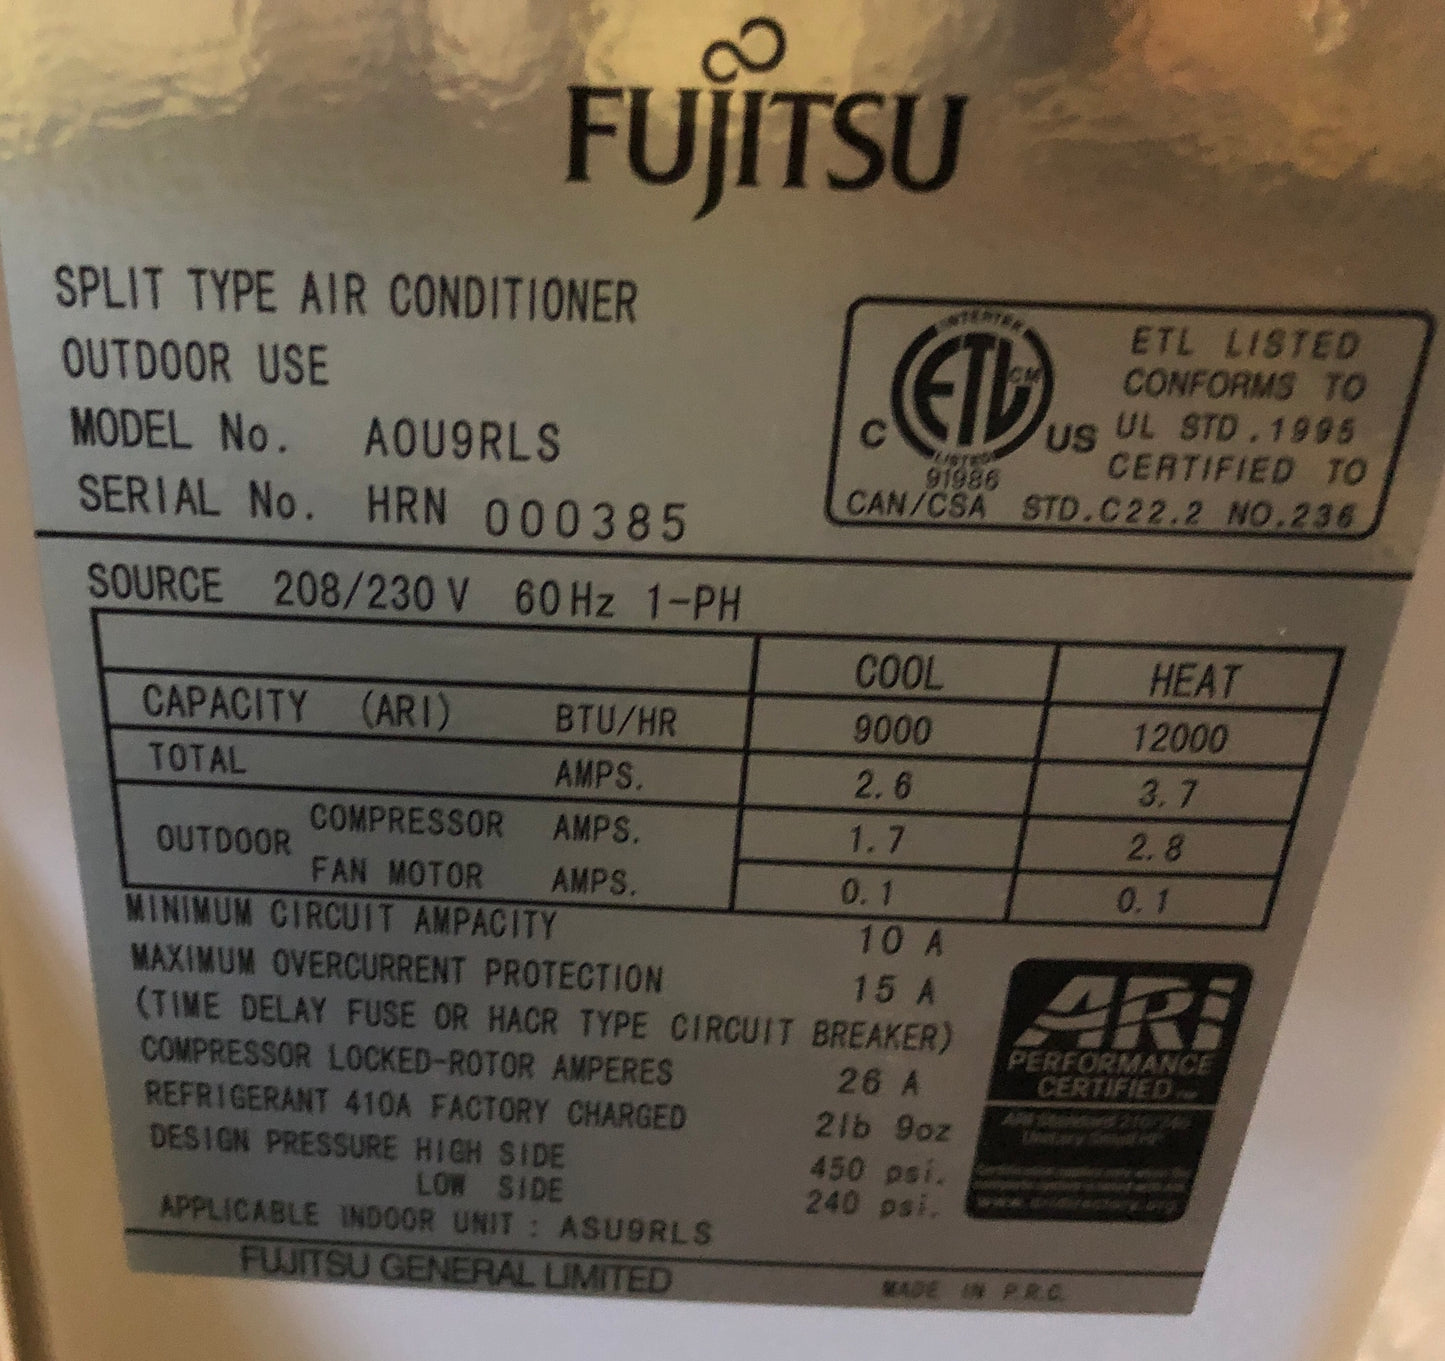 FUJITSU
SPLIT TYPE AIR CONDITIONER
OUTDOOR USE
MODEL No. AOU9RLS
SERIAL No. HRN 000385
INTERTEK
ETL CM
LISTED
C US
91986
ETL LISTED
CONFORMS TO
UL STD.1995
CERTIFIED TO
CAN/CSA STD.C22.2 NO.236
SOURCE 208/230 V 60 Hz 1-PH
COOL HEAT
CAPACITY (ARI) BTU/HR 9000 12000
TOTAL AMPS. 2.6 3.7
OUTDOOR COMPRESSOR AMPS. 1.7 2.8
FAN MOTOR AMPS. 0.1 0.1
MINIMUM CIRCUIT AMPACITY 10 A
MAXIMUM OVERCURRENT PROTECTION 15 A
(TIME DELAY FUSE OR HACR TYPE CIRCUIT BREAKER)
COMPRESSOR LOCKED-ROTOR AMPERES 26 A
REFRIGERANT 410A FACTORY CHARGED 2lb 9oz
DESIGN PRESSURE HIGH SIDE 450 psi.
LOW SIDE 240 psi.
APPLICABLE INDOOR UNIT : ASU9RLS
ARi
PERFORMANCE
CERTIFIED™
FUJITSU GENERAL LIMITED
MADE IN P.R.C.